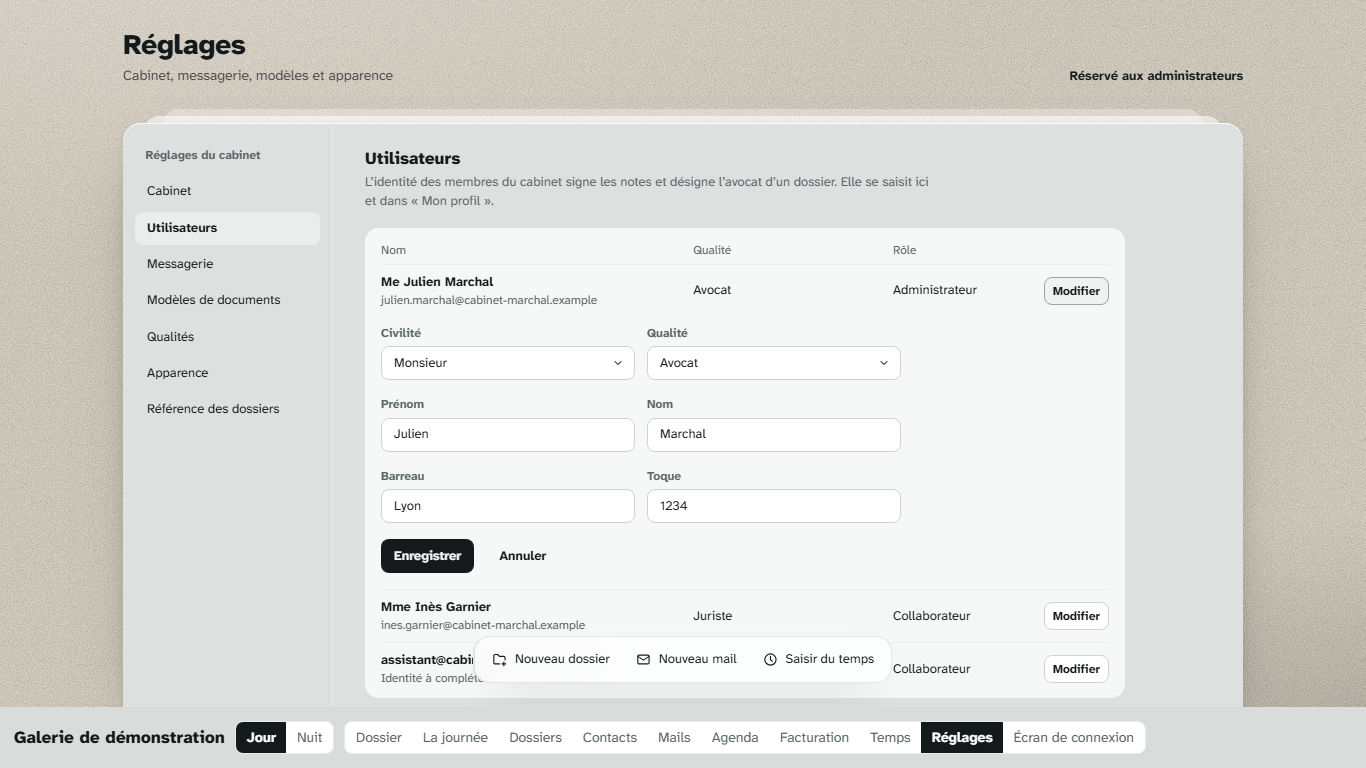 Réglages
Cabinet, messagerie, modèles et apparence
Réservé aux administrateurs
Réglages du cabinet
Cabinet
Utilisateurs
Messagerie
Modèles de documents
Qualités
Apparence
Référence des dossiers
Utilisateurs
L’identité des membres du cabinet signe les notes et désigne l’avocat d’un dossier. Elle se saisit ici
et dans « Mon profil ».
Nom Qualité Rôle
Me Julien Marchal
julien.marchal@cabinet-marchal.example
Avocat Administrateur Modifier
Civilité Qualité
Monsieur Avocat
Prénom Nom
Julien Marchal
Barreau Toque
Lyon 1234
Enregistrer Annuler
Mme Inès Garnier
ines.garnier@cabinet-marchal.example
Juriste Collaborateur Modifier
Identité à
Collaborateur Modifier
Nouveau dossier Nouveau mail Saisir du temps
Galerie de démonstration Jour Nuit Dossier La journée Dossiers Contacts Mails Agenda Facturation Temps Réglages Écran de connexion